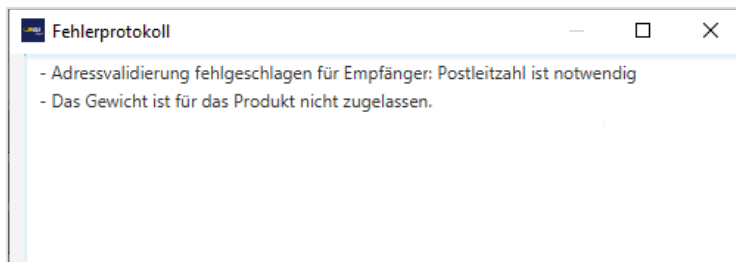 Fehlerprotokoll
- Adressvalidierung fehlgeschlagen für Empfänger: Postleitzahl ist notwendig
- Das Gewicht ist für das Produkt nicht zugelassen.